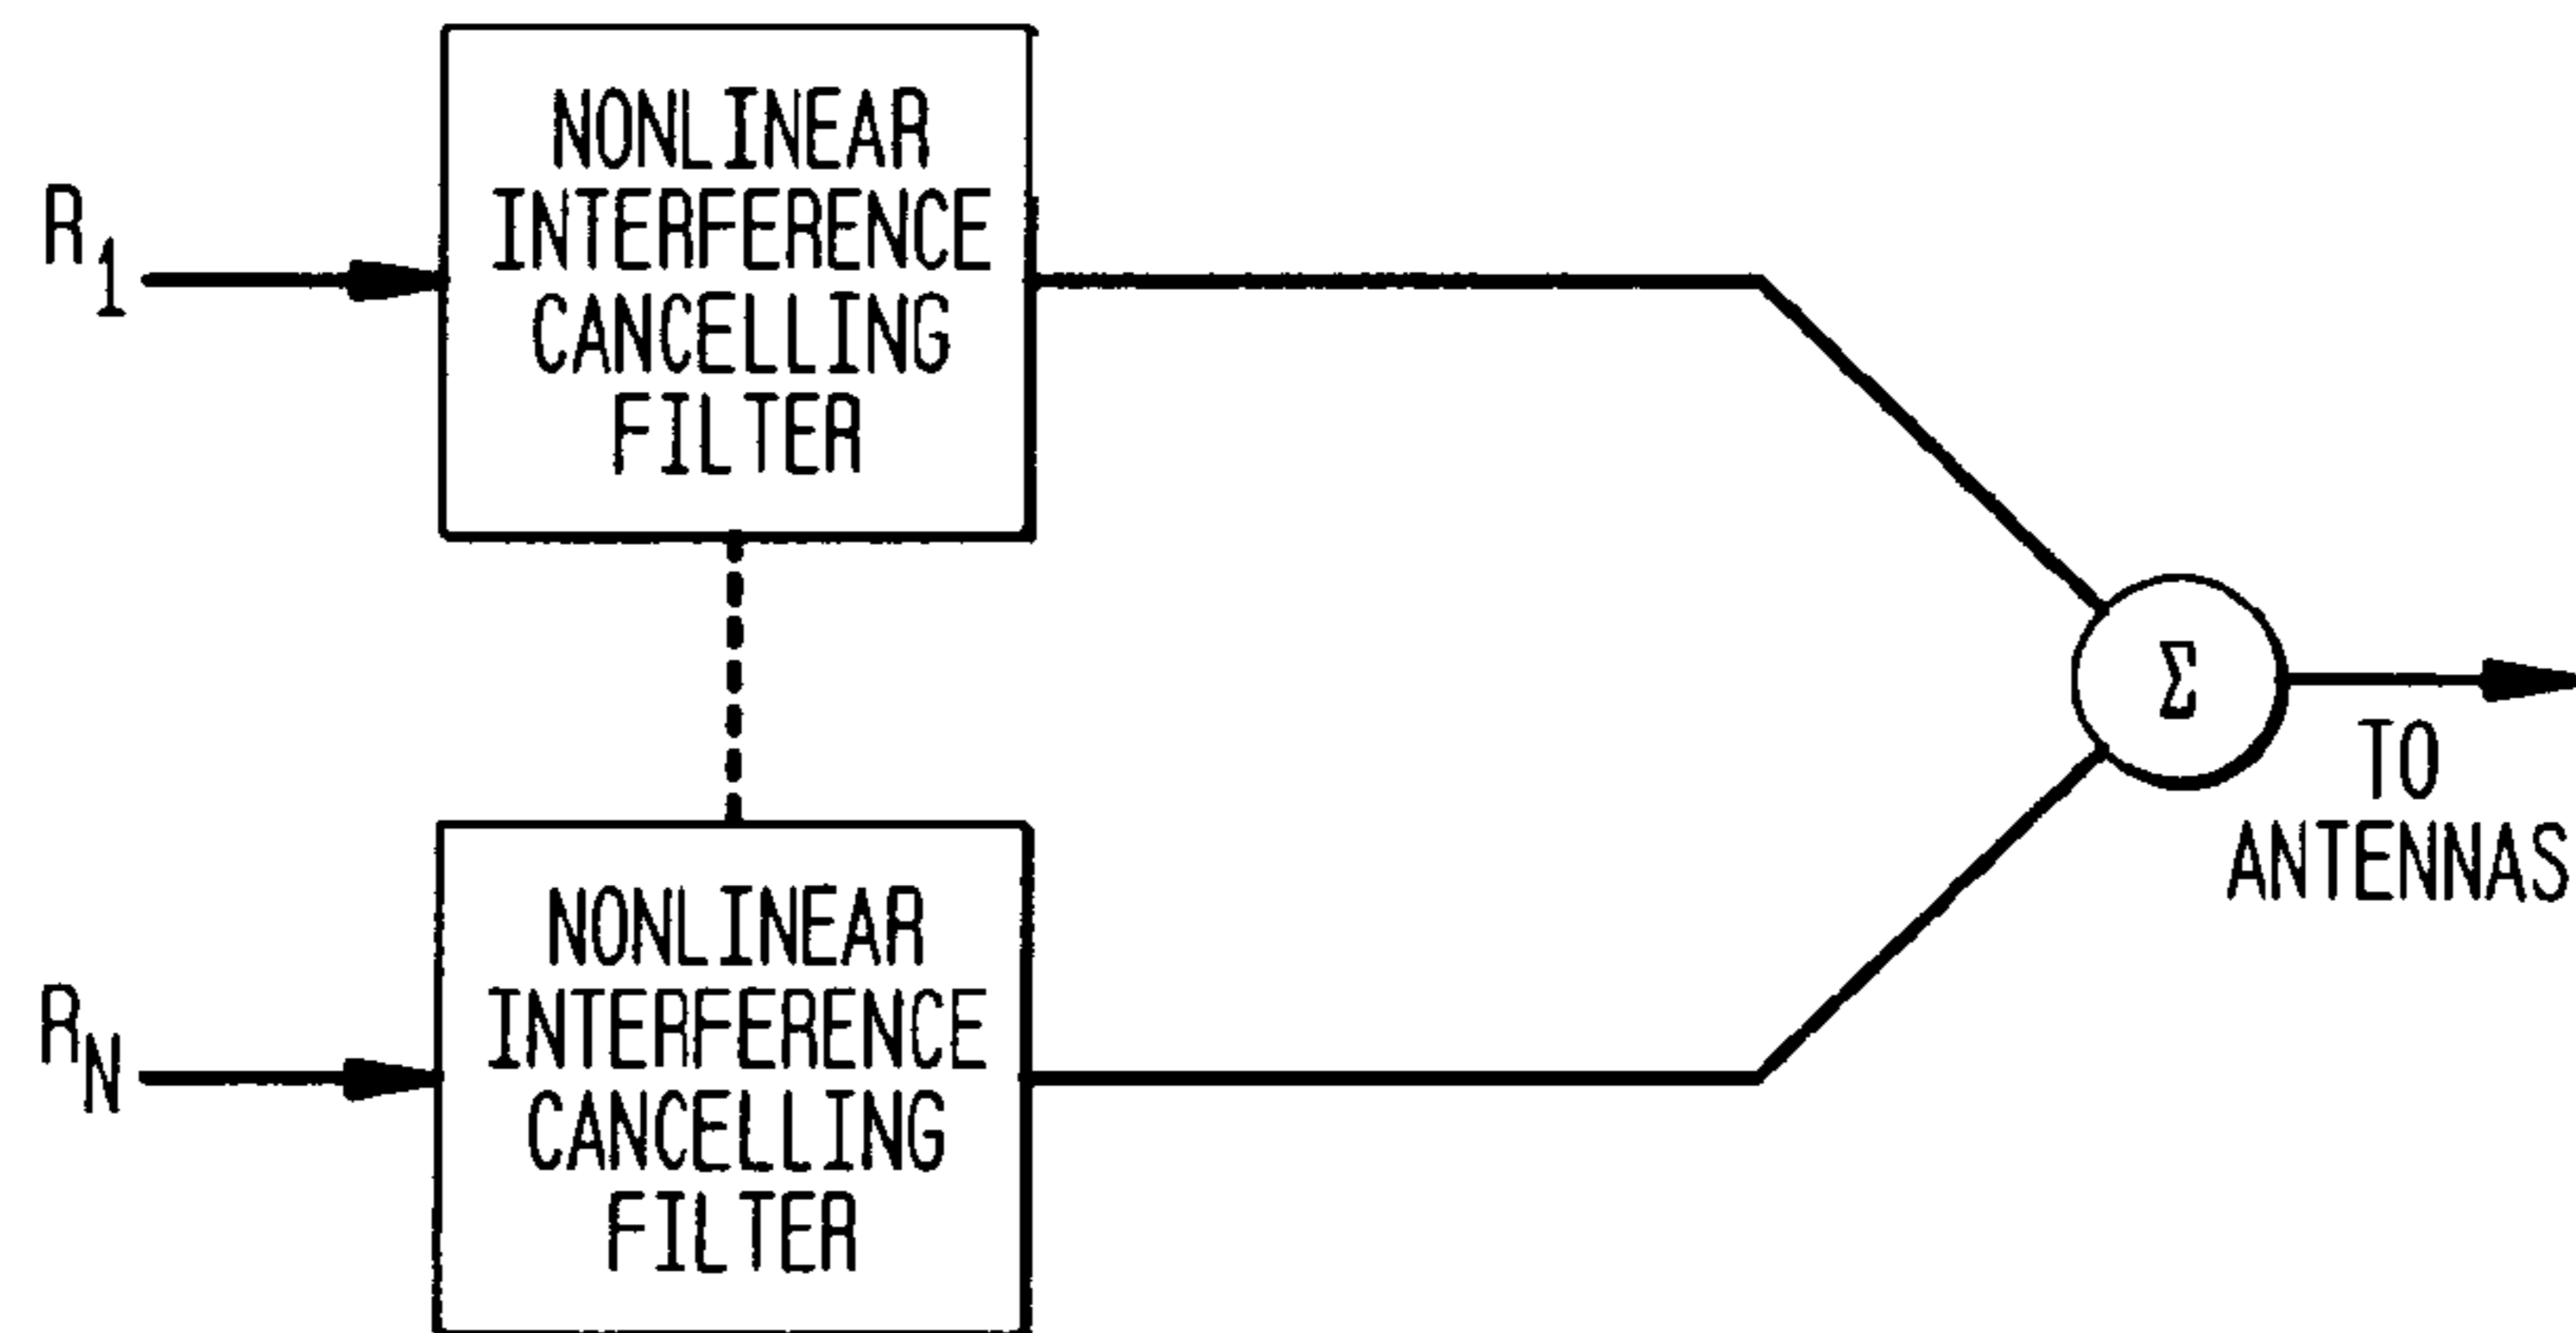 NONLINEAR
INTERFERENCE
CANCELLING
FILTER
R1
Σ
TO
ANTENNAS
NONLINEAR
INTERFERENCE
CANCELLING
FILTER
RN